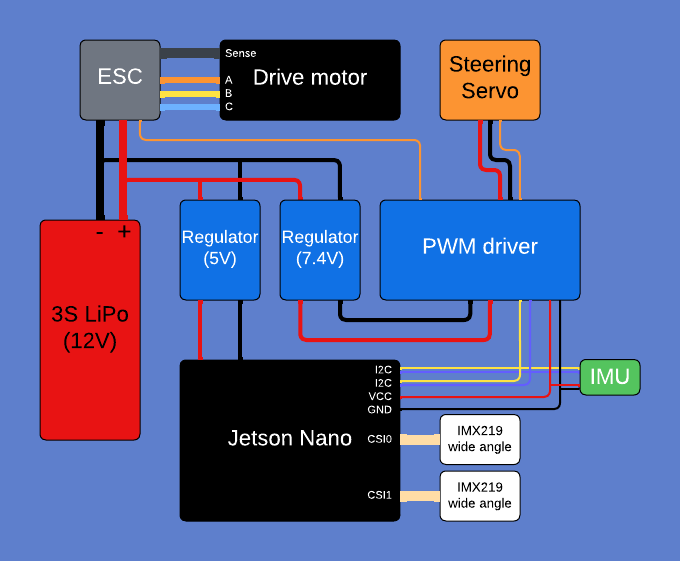 ESC
Sense
A
B
C
Drive motor
Steering
Servo
- +
3S LiPo
(12V)
Regulator
(5V)
Regulator
(7.4V)
PWM driver
Jetson Nano
I2C
I2C
VCC
GND
CSI0
CSI1
IMU
IMX219
wide angle
IMX219
wide angle